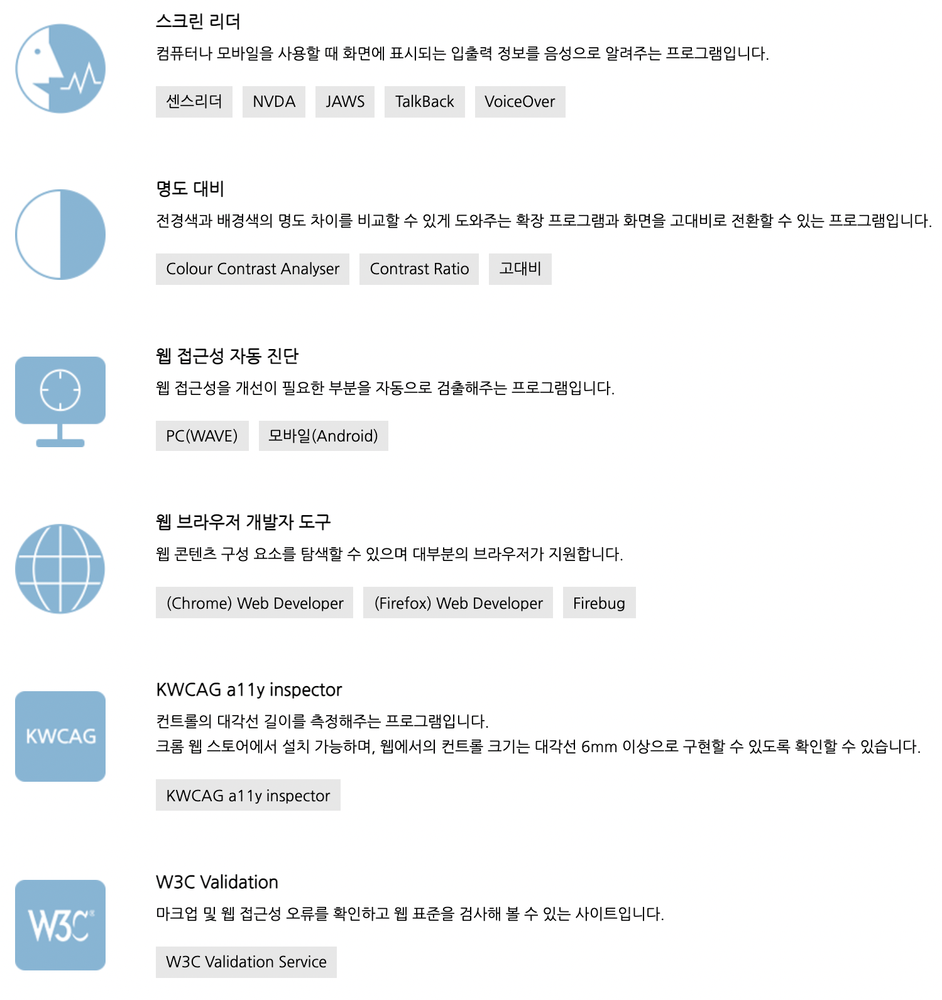 스크린 리더
컴퓨터나 모바일을 사용할 때 화면에 표시되는 입출력 정보를 음성으로 알려주는 프로그램입니다.
센스리더 NVDA JAWS TalkBack VoiceOver
명도 대비
전경색과 배경색의 명도 차이를 비교할 수 있게 도와주는 확장 프로그램과 화면을 고대비로 전환할 수 있는 프로그램입니다.
Colour Contrast Analyser Contrast Ratio 고대비
웹 접근성 자동 진단
웹 접근성을 개선이 필요한 부분을 자동으로 검출해주는 프로그램입니다.
PC(WAVE) 모바일(Android)
웹 브라우저 개발자 도구
웹 콘텐츠 구성 요소를 탐색할 수 있으며 대부분의 브라우저가 지원합니다.
(Chrome) Web Developer (Firefox) Web Developer Firebug
KWCAG a11y inspector
컨트롤의 대각선 길이를 측정해주는 프로그램입니다.
KWCAG
크롬 웹 스토어에서 설치 가능하며, 웹에서의 컨트롤 크기는 대각선 6mm 이상으로 구현할 수 있도록 확인할 수 있습니다.
KWCAG a11y inspector
W3C Validation
마크업 및 웹 접근성 오류를 확인하고 웹 표준을 검사해 볼 수 있는 사이트입니다.
W3C®
W3C Validation Service